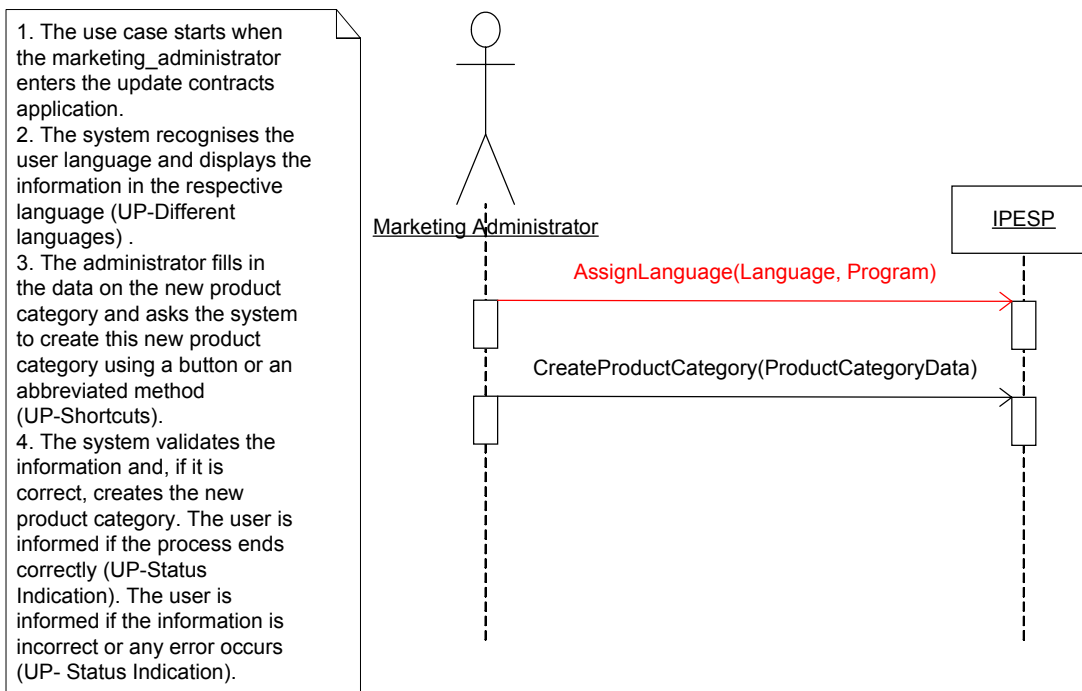 1. The use case starts when
the marketing_administrator
enters the update contracts
application.
2. The system recognises the
user language and displays the
information in the respective
language (UP-Different
languages) .
3. The administrator fills in
the data on the new product
category and asks the system
to create this new product
category using a button or an
abbreviated method
(UP-Shortcuts).
4. The system validates the
information and, if it is
correct, creates the new
product category. The user is
informed if the process ends
correctly (UP-Status
Indication). The user is
informed if the information is
incorrect or any error occurs
(UP- Status Indication).
Marketing Administrator
IPESP
AssignLanguage(Language, Program)
CreateProductCategory(ProductCategoryData)